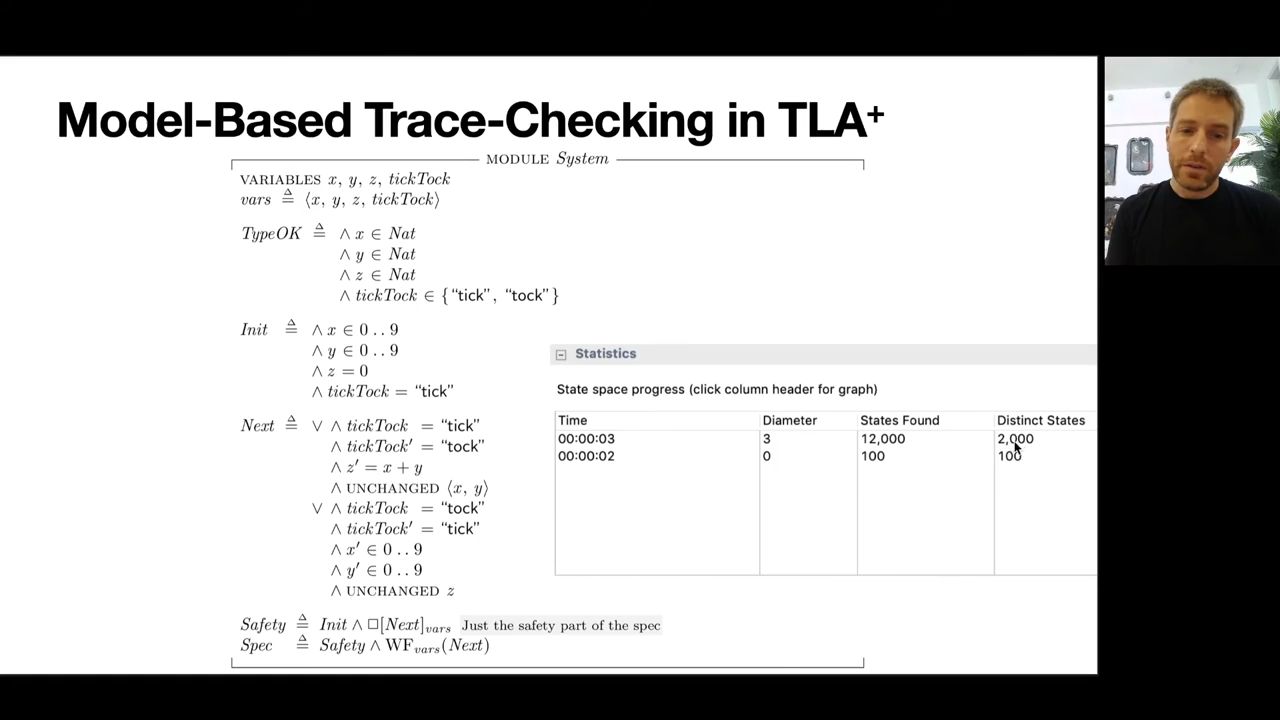 Model-Based Trace-Checking in TLA⁺
MODULE System
VARIABLES x, y, z, tickTock
vars ≜ ⟨x, y, z, tickTock⟩
TypeOK ≜ ∧ x ∈ Nat
∧ y ∈ Nat
∧ z ∈ Nat
∧ tickTock ∈ {“tick”, “tock”}
Init ≜ ∧ x ∈ 0 .. 9
∧ y ∈ 0 .. 9
∧ z = 0
∧ tickTock = “tick”
Next ≜ ∨ ∧ tickTock = “tick”
∧ tickTock′ = “tock”
∧ z′ = x + y
∧ UNCHANGED ⟨x, y⟩
∨ ∧ tickTock = “tock”
∧ tickTock′ = “tick”
∧ x′ ∈ 0 .. 9
∧ y′ ∈ 0 .. 9
∧ UNCHANGED z
Safety ≜ Init ∧ □[Next]vars Just the safety part of the spec
Spec ≜ Safety ∧ WFvars(Next)
Statistics
State space progress (click column header for graph)
Time Diameter States Found Distinct States
00:00:03 3 12,000 2,000
00:00:02 0 100 100